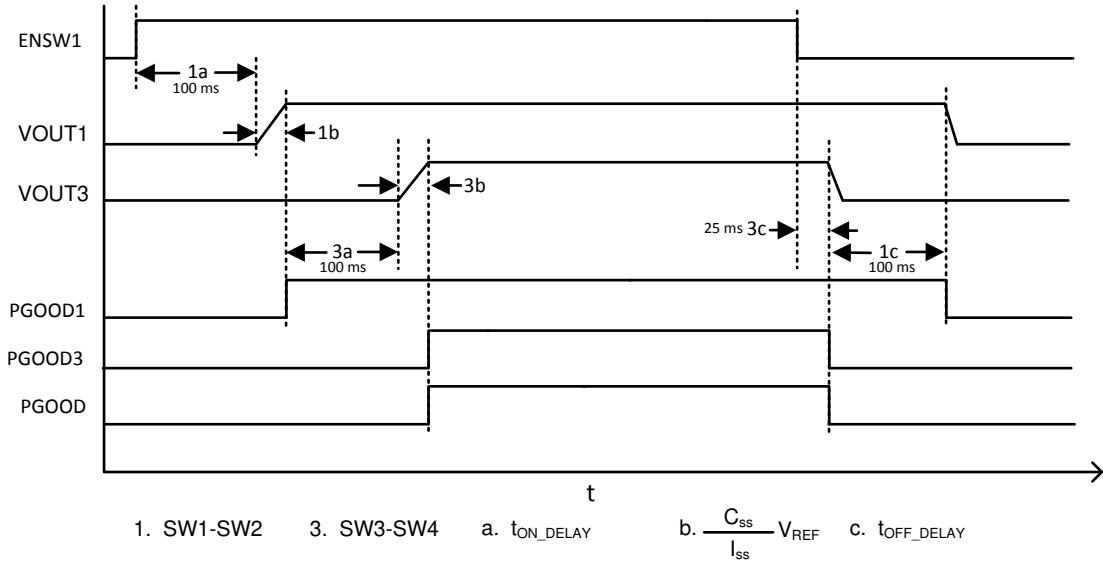 ENSW1
1a
100 ms
VOUT1
1b
VOUT3
3b
25 ms 3c
3a
100 ms
1c
100 ms
PGOOD1
PGOOD3
PGOOD
t
1. SW1-SW2 3. SW3-SW4 a. tON_DELAY b. Css/Iss VREF c. tOFF_DELAY